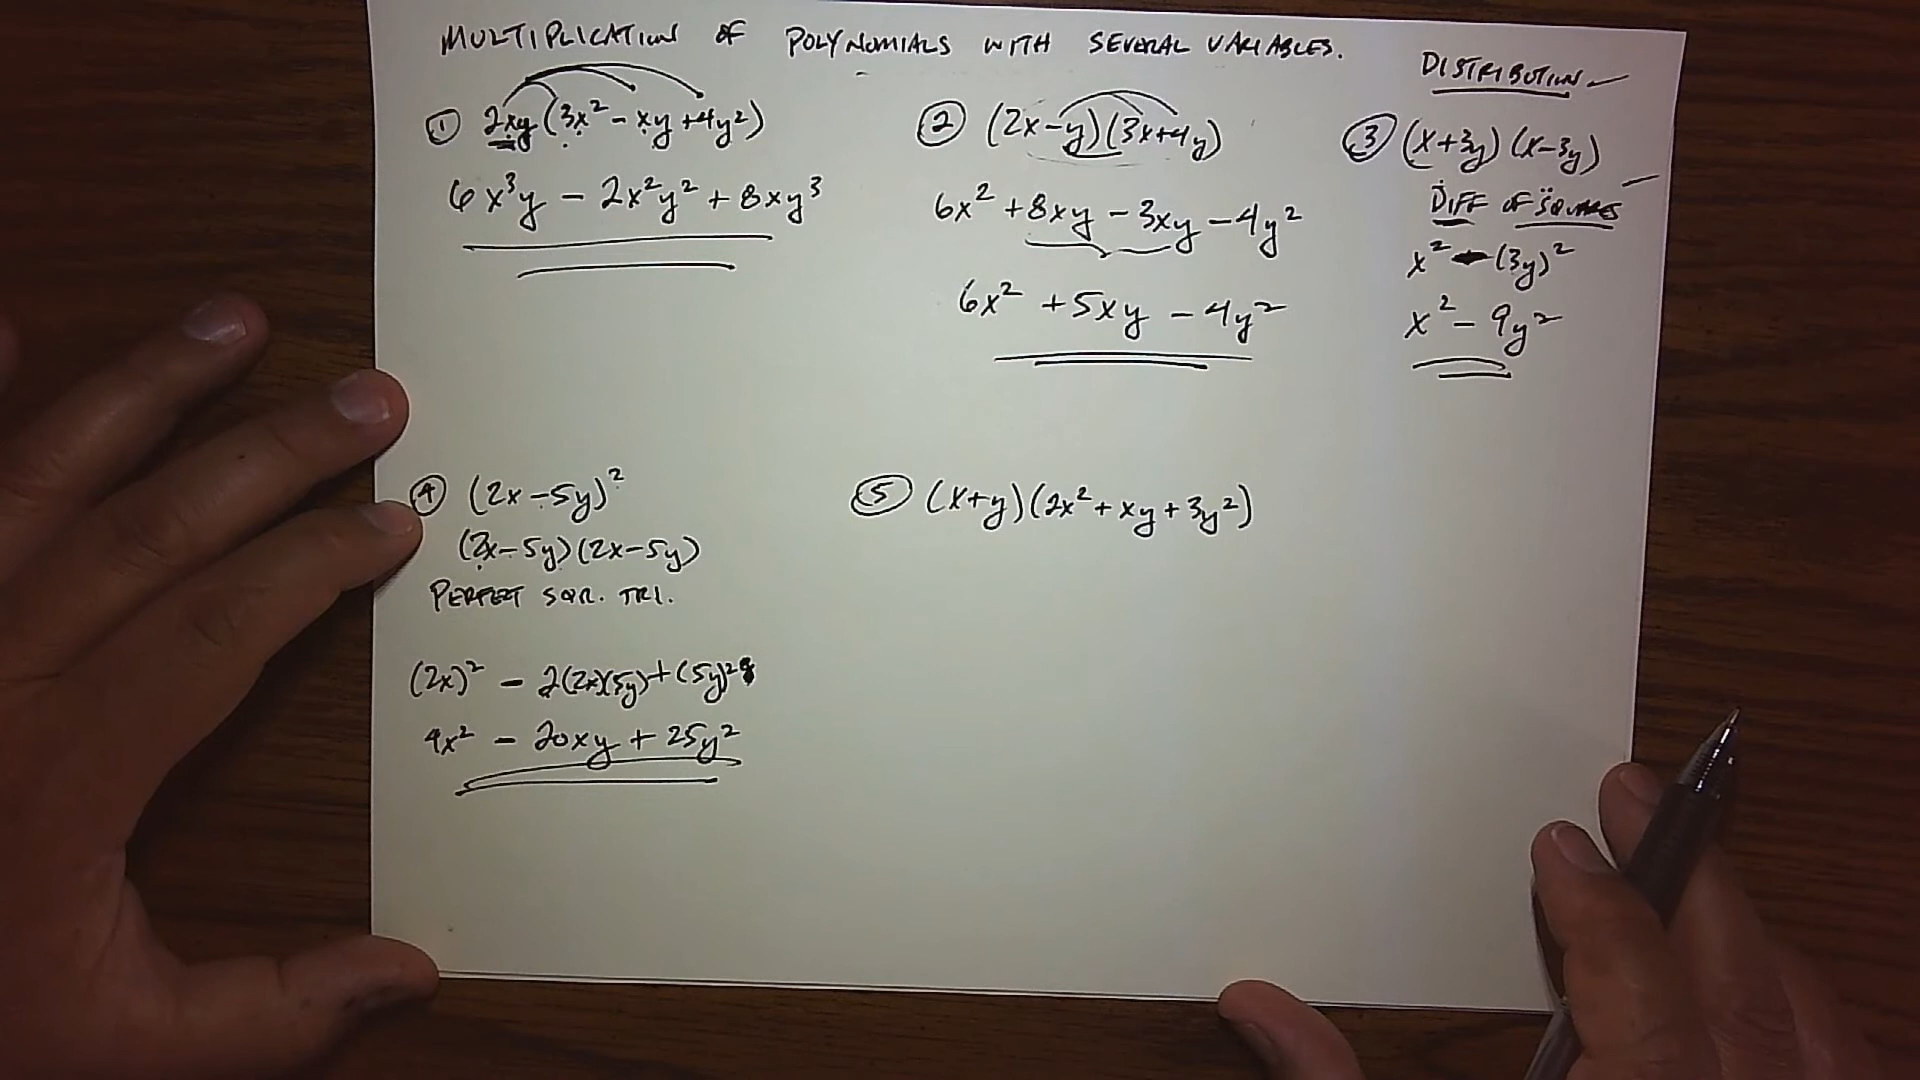 MULTIPLICATION OF POLYNOMIALS WITH SEVERAL VARIABLES.
DISTRIBUTION
① 2xy(3x² - xy + 4y²)
6x³y - 2x²y² + 8xy³
② (2x - y)(3x + 4y)
6x² + 8xy - 3xy - 4y²
6x² + 5xy - 4y²
③ (x + 3y)(x - 3y)
DIFF OF SQUARES
x² - (3y)²
x² - 9y²
④ (2x - 5y)²
(2x - 5y)(2x - 5y)
PERFECT SQR. TRI.
(2x)² - 2(2x)(5y) + (5y)²
4x² - 20xy + 25y²
⑤ (x + y)(2x² + xy + 3y²)